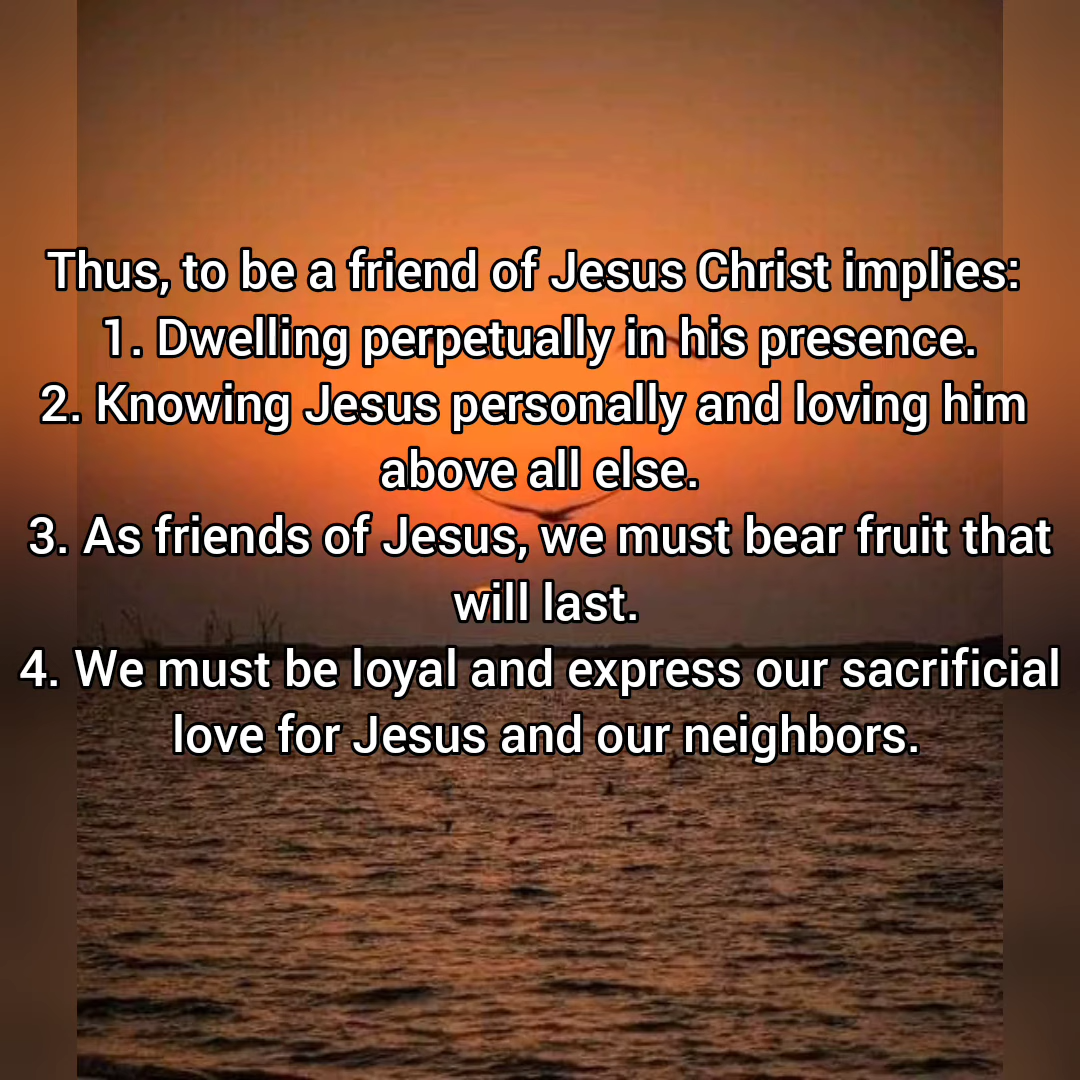 Thus, to be a friend of Jesus Christ implies:
1. Dwelling perpetually in his presence.
2. Knowing Jesus personally and loving him
above all else.
3. As friends of Jesus, we must bear fruit that
will last.
4. We must be loyal and express our sacrificial
love for Jesus and our neighbors.